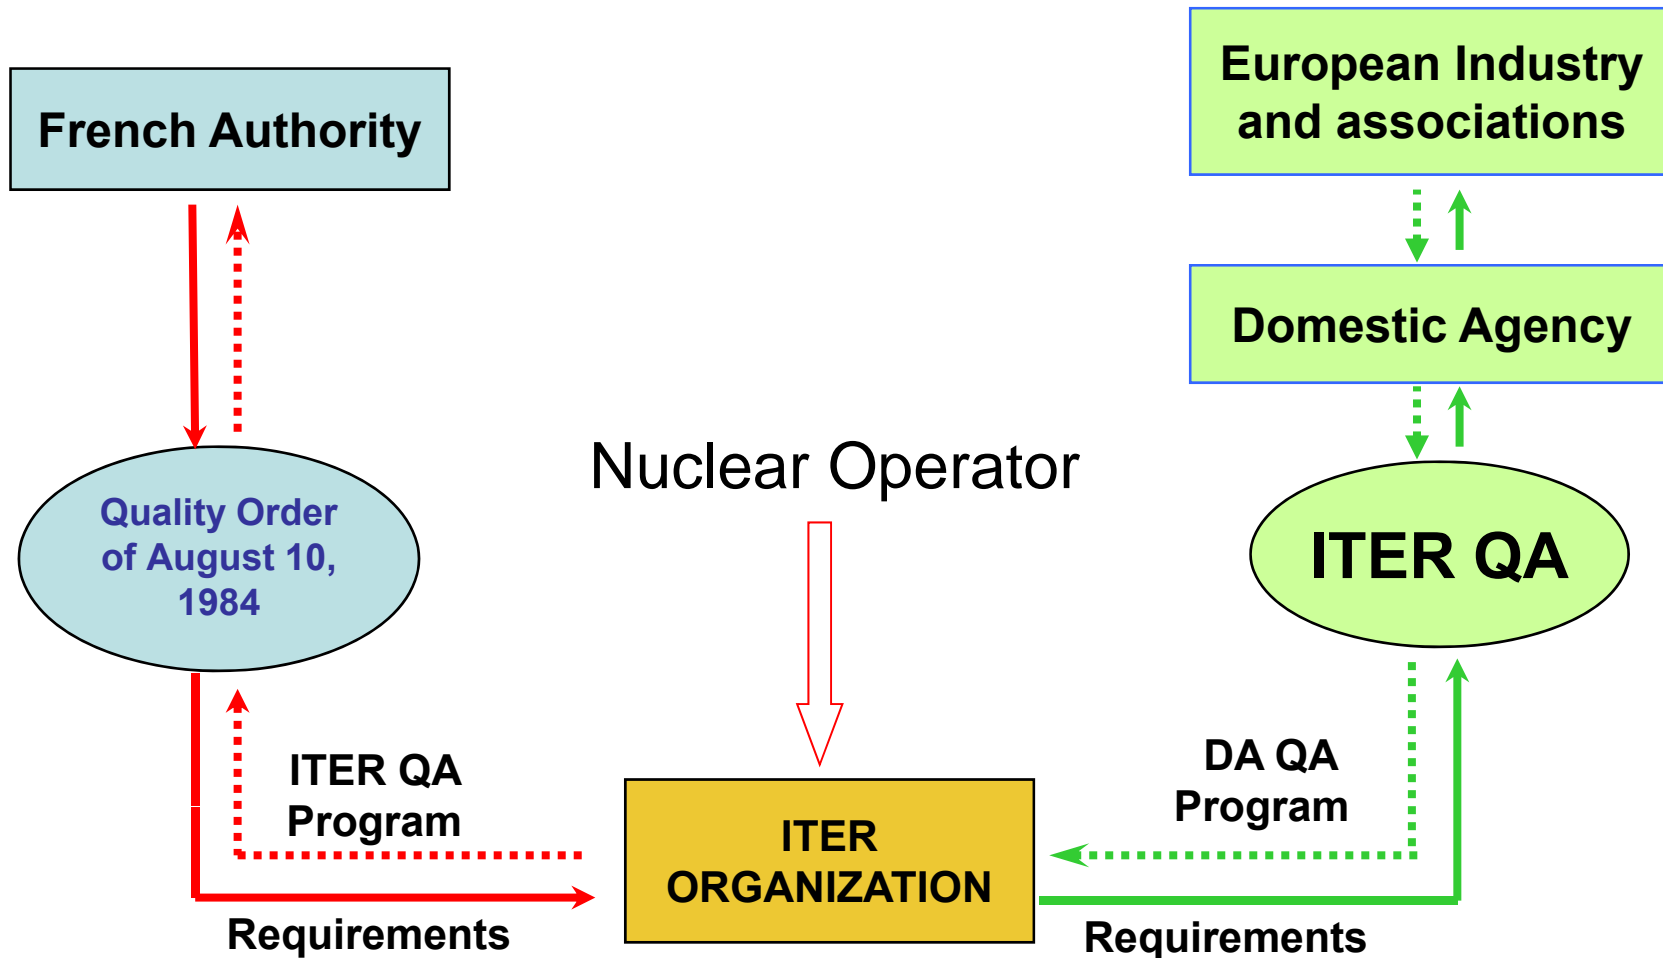 European Industry
and associations
French Authority
Domestic Agency
Nuclear Operator
Quality Order
of August 10,
1984
ITER QA
ITER QA
Program
DA QA
Program
ITER
ORGANIZATION
Requirements
Requirements